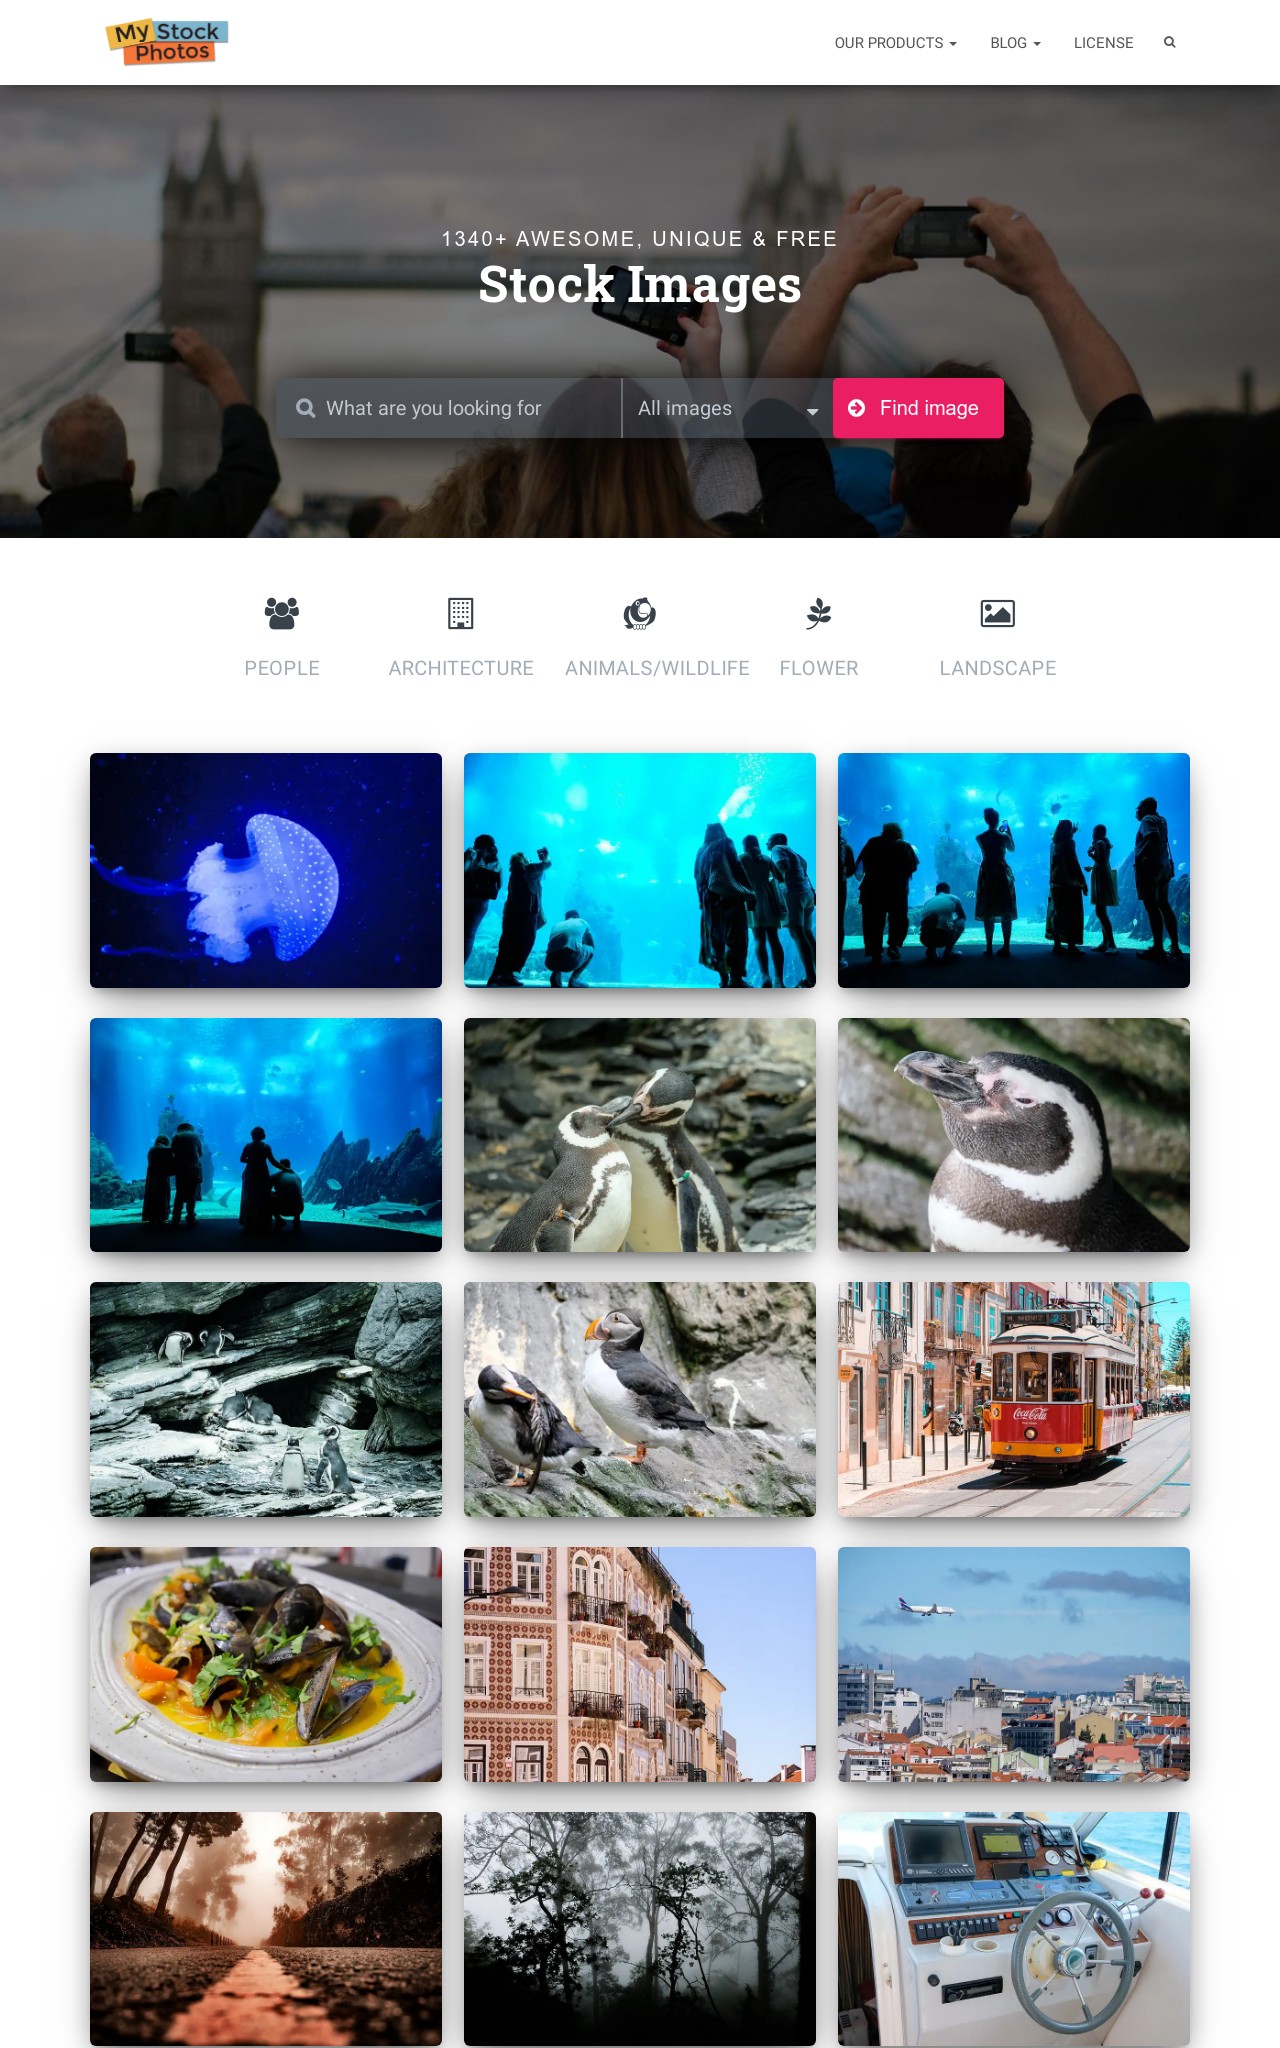 My Stock
Photos
OUR PRODUCTS
BLOG
LICENSE
1340+ AWESOME, UNIQUE & FREE
Stock Images
What are you looking for
All images
Find image
PEOPLE
ARCHITECTURE
ANIMALS/WILDLIFE
FLOWER
LANDSCAPE
Coca-Cola